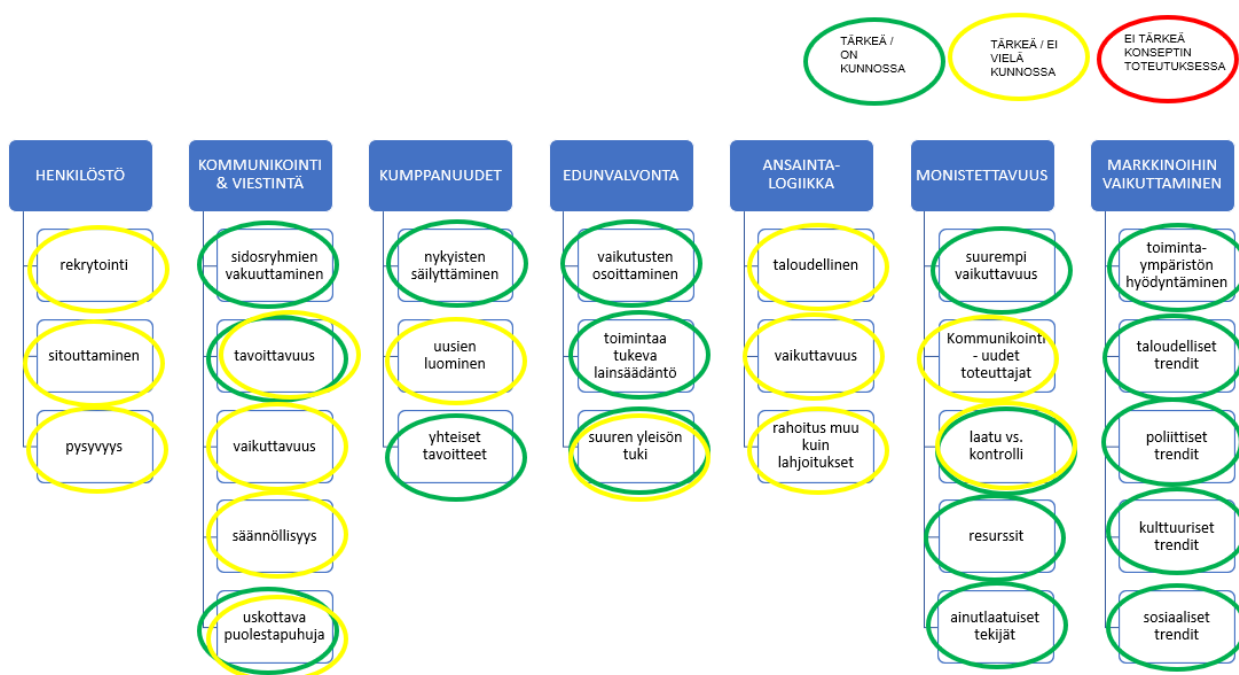 TÄRKEÄ /
ON
KUNNOSSA
TÄRKEÄ / EI
VIELÄ
KUNNOSSA
EI TÄRKEÄ
KONSEPTIN
TOTEUTUKSESSA
HENKILÖSTÖ
rekrytointi
sitouttaminen
pysyvyys
KOMMUNIKOINTI
& VIESTINTÄ
sidosryhmien
vakuuttaminen
tavoittavuus
vaikuttavuus
säännöllisyys
uskottava
puolestapuhuja
KUMPPANUUDET
nykyisten
säilyttäminen
uusien
luominen
yhteiset
tavoitteet
EDUNVALVONTA
vaikutusten
osoittaminen
toimintaa
tukeva
lainsäädäntö
suuren yleisön
tuki
ANSAINTA-
LOGIIKKA
taloudellinen
vaikuttavuus
rahoitus muu
kuin
lahjoitukset
MONISTETTAVUUS
suurempi
vaikuttavuus
Kommunikointi
- uudet
toteuttajat
laatu vs.
kontrolli
resurssit
ainutlaatuiset
tekijät
MARKKINOIHIN
VAIKUTTAMINEN
toiminta-
ympäristön
hyödyntäminen
taloudelliset
trendit
poliittiset
trendit
kulttuuriset
trendit
sosiaaliset
trendit